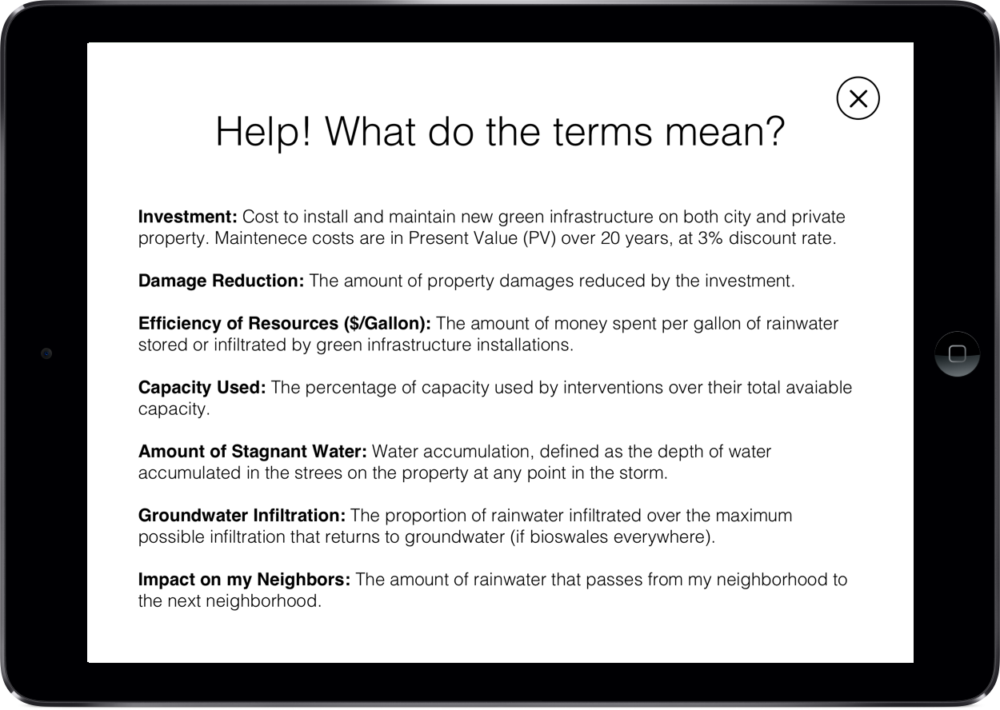 Help! What do the terms mean?
Investment: Cost to install and maintain new green infrastructure on both city and private
property. Maintenece costs are in Present Value (PV) over 20 years, at 3% discount rate.
Damage Reduction: The amount of property damages reduced by the investment.
Efficiency of Resources ($/Gallon): The amount of money spent per gallon of rainwater
stored or infiltrated by green infrastructure installations.
Capacity Used: The percentage of capacity used by interventions over their total avaiable
capacity.
Amount of Stagnant Water: Water accumulation, defined as the depth of water
accumulated in the strees on the property at any point in the storm.
Groundwater Infiltration: The proportion of rainwater infiltrated over the maximum
possible infiltration that returns to groundwater (if bioswales everywhere).
Impact on my Neighbors: The amount of rainwater that passes from my neighborhood to
the next neighborhood.